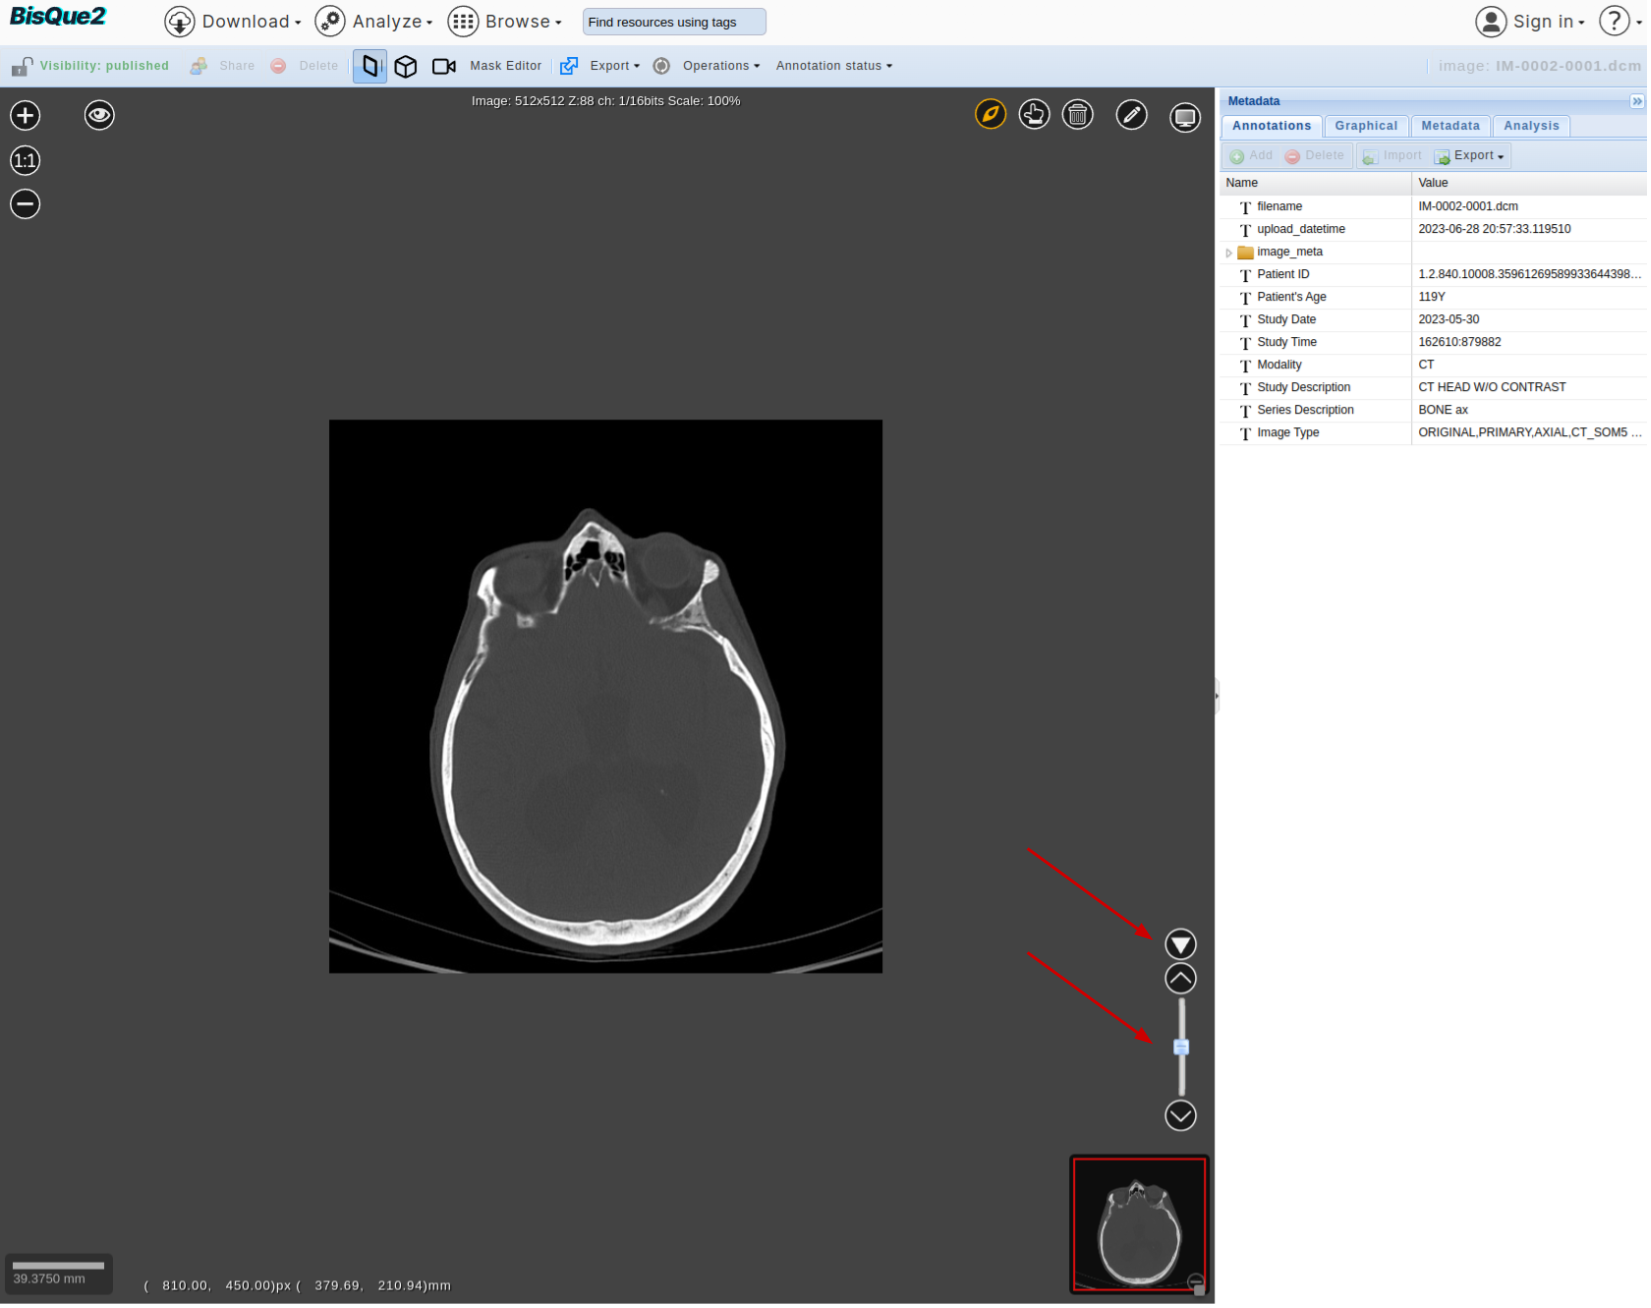 BisQue2 Download Analyze Browse Find resources using tags Sign in ?
Visibility: published Share Delete Mask Editor Export Operations Annotation status image: IM-0002-0001.dcm
Image: 512x512 Z:88 ch: 1/16bits Scale: 100%
1:1
Metadata
Annotations Graphical Metadata Analysis
Add Delete Import Export
Name Value
filename IM-0002-0001.dcm
upload_datetime 2023-06-28 20:57:33.119510
image_meta
Patient ID 1.2.840.10008.35961269589933644398...
Patient's Age 119Y
Study Date 2023-05-30
Study Time 162610:879882
Modality CT
Study Description CT HEAD W/O CONTRAST
Series Description BONE ax
Image Type ORIGINAL,PRIMARY,AXIAL,CT_SOM5 ...
39.3750 mm
( 810.00, 450.00)px ( 379.69, 210.94)mm